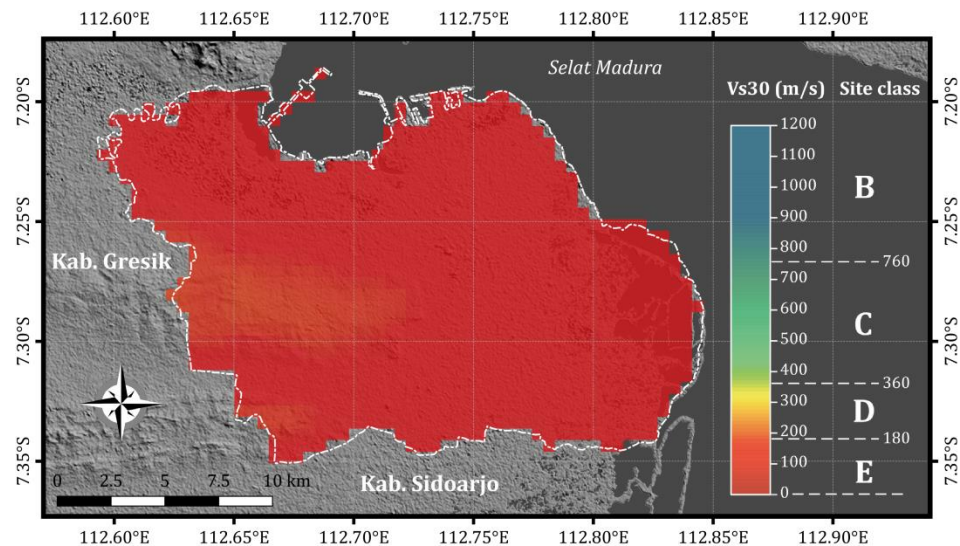 112.60°E 112.65°E 112.70°E 112.75°E 112.80°E 112.85°E 112.90°E
Selat Madura
Vs30 (m/s) Site class
7.20°S 7.20°S
1200
1100
1000 B
900
7.25°S 7.25°S
800
760
700
Kab. Gresik
600
500 C
7.30°S 7.30°S
400
360
300
D
200
180
100
7.35°S 7.35°S
E
0
0 2.5 5 7.5 10 km
Kab. Sidoarjo
112.60°E 112.65°E 112.70°E 112.75°E 112.80°E 112.85°E 112.90°E